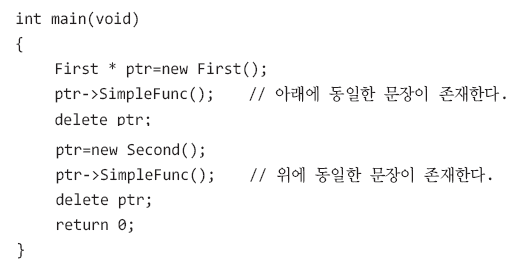 int main(void)
{
    First * ptr=new First();
    ptr->SimpleFunc();    // 아래에 동일한 문장이 존재한다.
    delete ptr;
    ptr=new Second();
    ptr->SimpleFunc();    // 위에 동일한 문장이 존재한다.
    delete ptr;
    return 0;
}